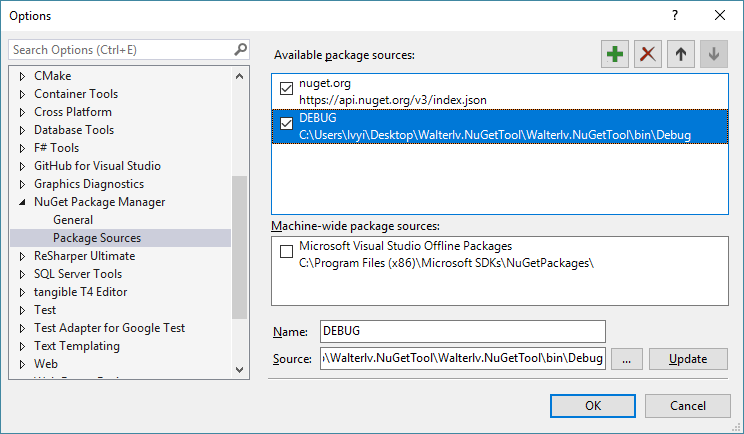 Options
Search Options (Ctrl+E)
CMake
Container Tools
Cross Platform
Database Tools
F# Tools
GitHub for Visual Studio
Graphics Diagnostics
NuGet Package Manager
General
Package Sources
ReSharper Ultimate
SQL Server Tools
tangible T4 Editor
Test
Test Adapter for Google Test
Text Templating
Web
Available package sources:
nuget.org
https://api.nuget.org/v3/index.json
DEBUG
C:\Users\lvyi\Desktop\Walterlv.NuGetTool\Walterlv.NuGetTool\bin\Debug
Machine-wide package sources:
Microsoft Visual Studio Offline Packages
C:\Program Files (x86)\Microsoft SDKs\NuGetPackages\
Name: DEBUG
Source: \Walterlv.NuGetTool\Walterlv.NuGetTool\bin\Debug ... Update
OK Cancel